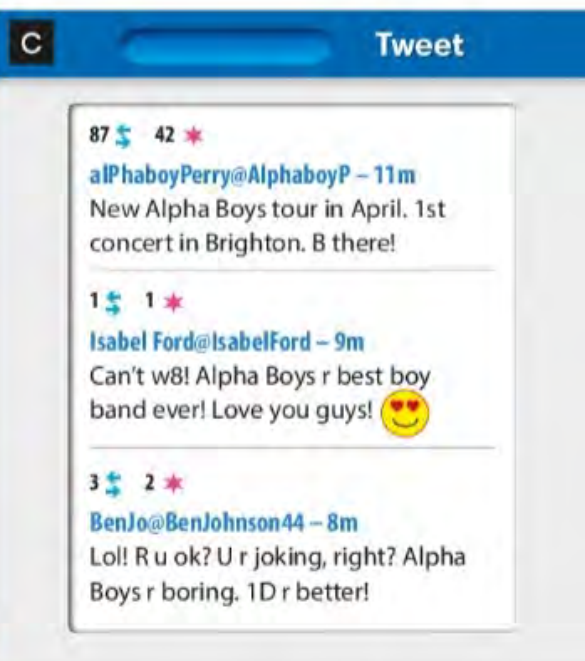 C
Tweet
87 42
alPhaboyPerry@AlphaboyP – 11m
New Alpha Boys tour in April. 1st
concert in Brighton. B there!
1 1
Isabel Ford@IsabelFord – 9m
Can't w8! Alpha Boys r best boy
band ever! Love you guys!
3 2
BenJo@BenJohnson44 – 8m
Lol! R u ok? U r joking, right? Alpha
Boys r boring. 1D r better!